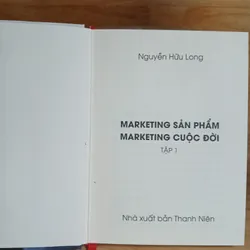 Nguyễn Hữu Long
MARKETING SẢN PHẨM
MARKETING CUỘC ĐỜI
TẬP 1
Nhà xuất bản Thanh Niên